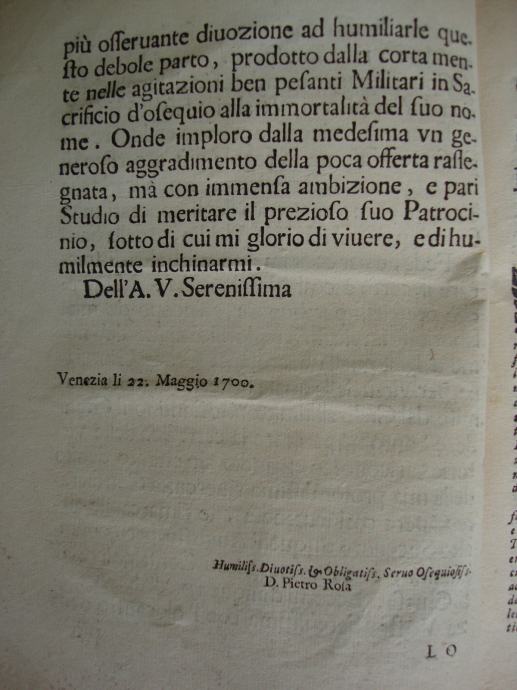 più oſſeruante diuozione ad humiliarle que-
ſto debole parto, prodotto dalla corta men-
te nelle agitazioni ben peſanti Militari in Sa-
crificio d'oſequio alla immortalità del ſuo no-
me. Onde imploro dalla medeſima vn ge-
neroſo aggradimento della poca offerta raſſe-
gnata, mà con immenſa ambizione, e pari
Studio di meritare il prezioſo ſuo Patroci-
nio, ſotto di cui mi glorio di viuere, e di hu-
milmente inchinarmi.
Dell'A. V. Sereniſſima
Venezia li 22. Maggio 1700.
Humiliſs. Diuotiſs. & Obligatiſs. Seruo Oſequioſiſs.
D. Pietro Roſa
L O